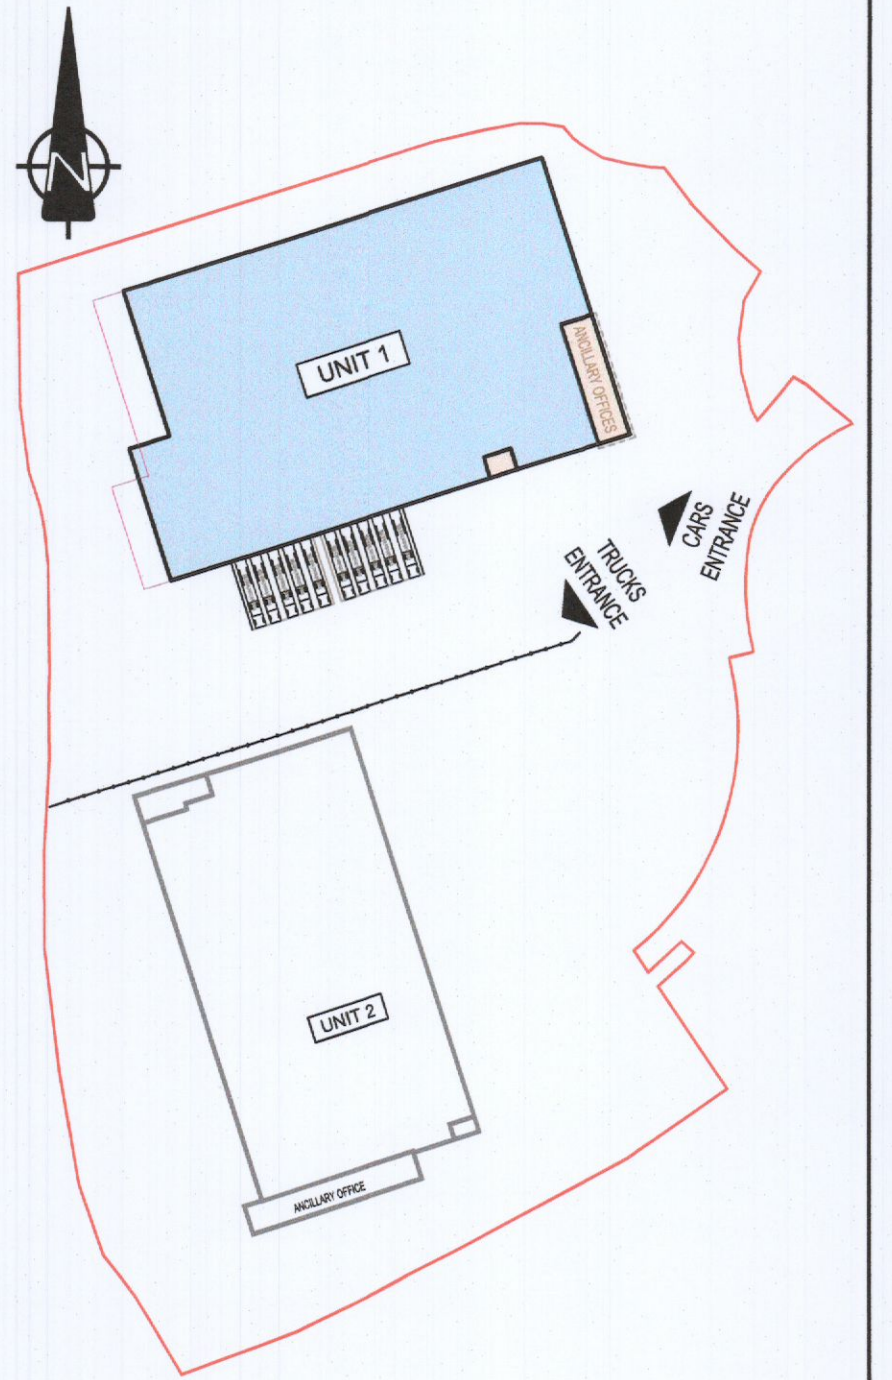 N
UNIT 1
ANCILLARY OFFICES
CARS
ENTRANCE
TRUCKS
ENTRANCE
UNIT 2
ANCILLARY OFFICE